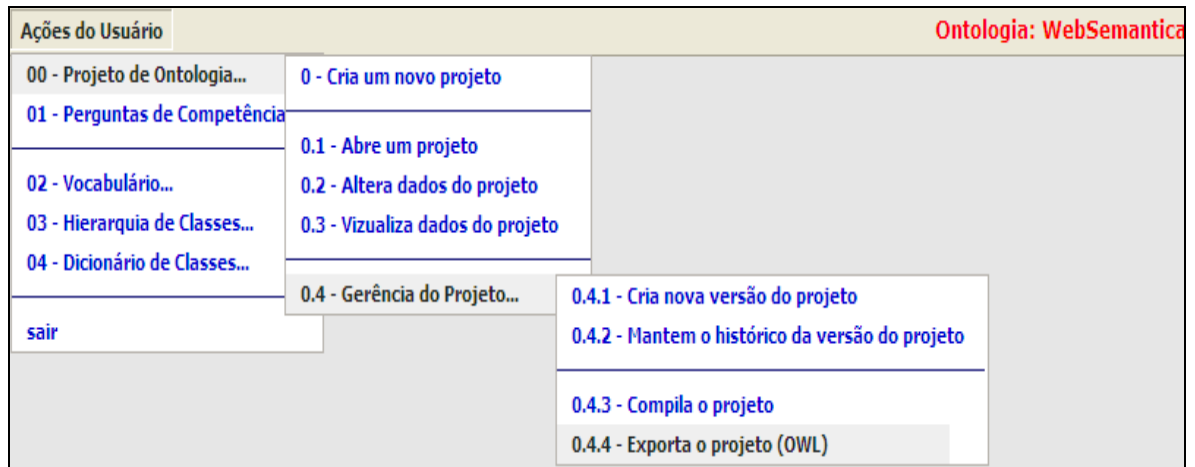 Ações do Usuário
Ontologia: WebSemantica
00 - Projeto de Ontologia...
01 - Perguntas de Competência
02 - Vocabulário...
03 - Hierarquia de Classes...
04 - Dicionário de Classes...
sair
0 - Cria um novo projeto
0.1 - Abre um projeto
0.2 - Altera dados do projeto
0.3 - Vizualiza dados do projeto
0.4 - Gerência do Projeto...
0.4.1 - Cria nova versão do projeto
0.4.2 - Mantem o histórico da versão do projeto
0.4.3 - Compila o projeto
0.4.4 - Exporta o projeto (OWL)